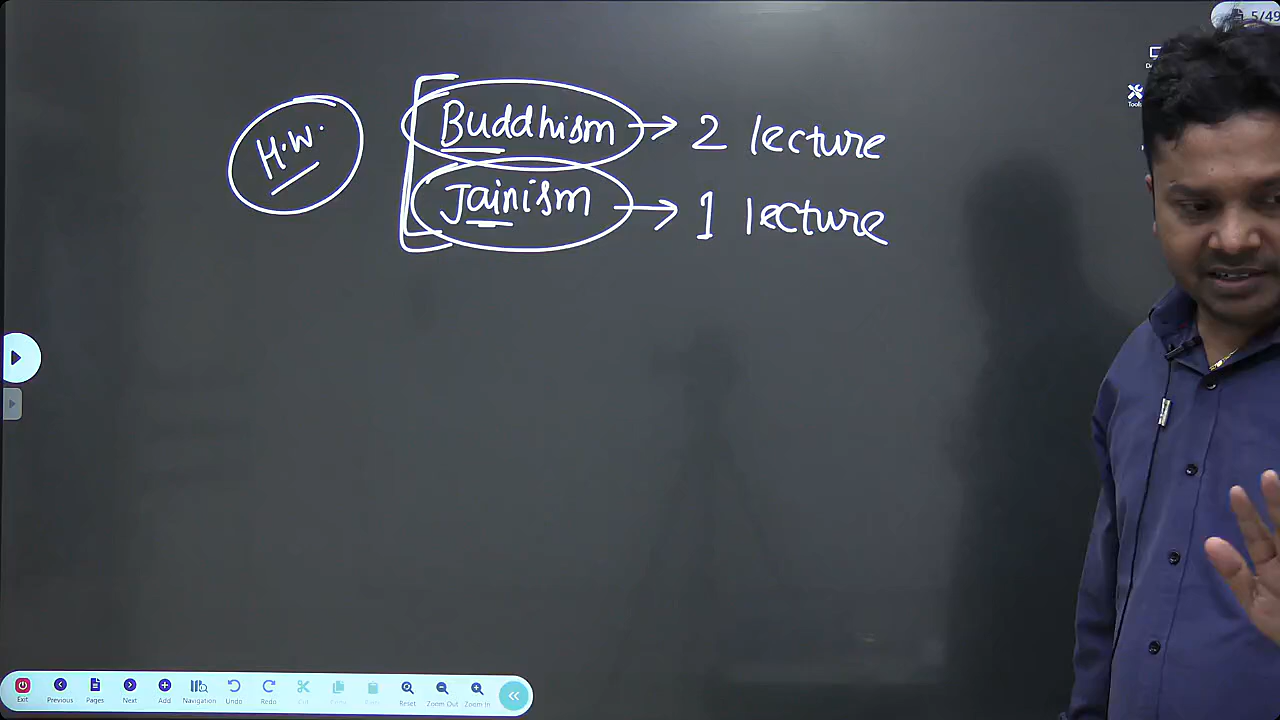 5/49
H.W.
Buddhism → 2 lecture
Jainism → 1 lecture
Tools
Exit Previous Pages Next Add Navigation Undo Redo Cut Reset Zoom Out Zoom In